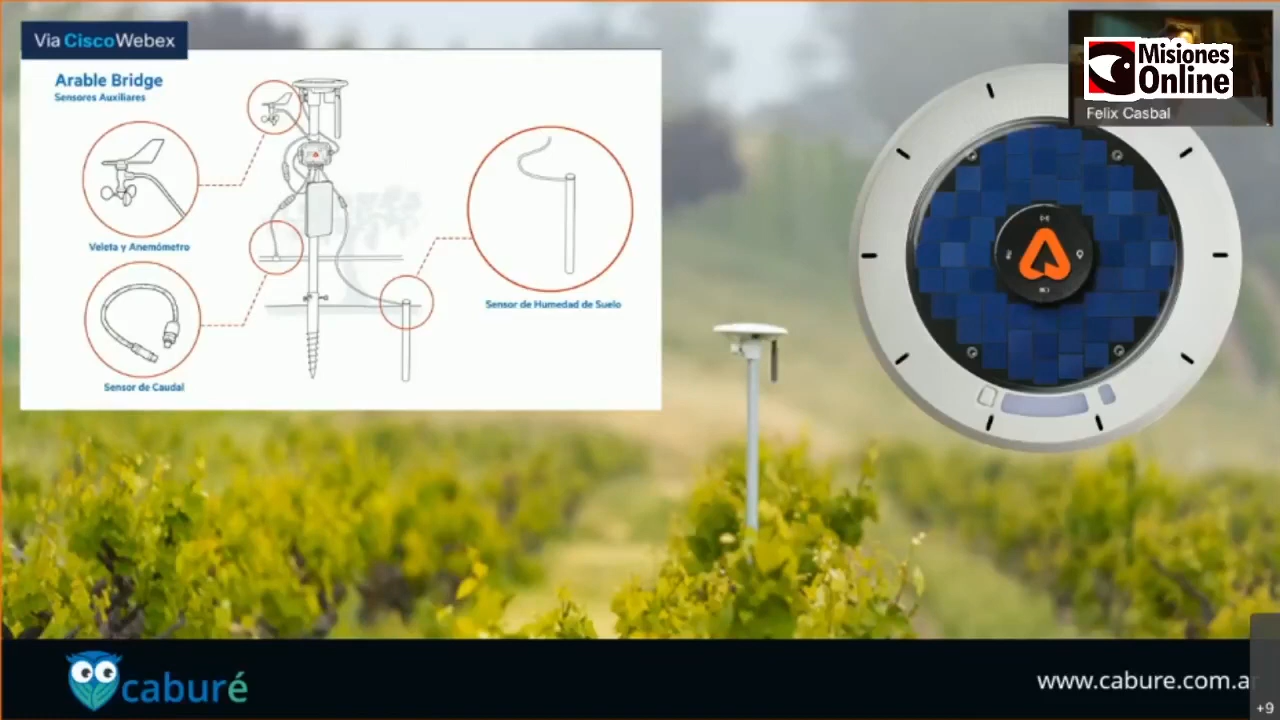 Via CiscoWebex
Misiones
Online
Felix Casbal
Arable Bridge
Sensores Auxiliares
Veleta y Anemómetro
Sensor de Caudal
Sensor de Humedad de Suelo
caburé
www.cabure.com.ar
+9